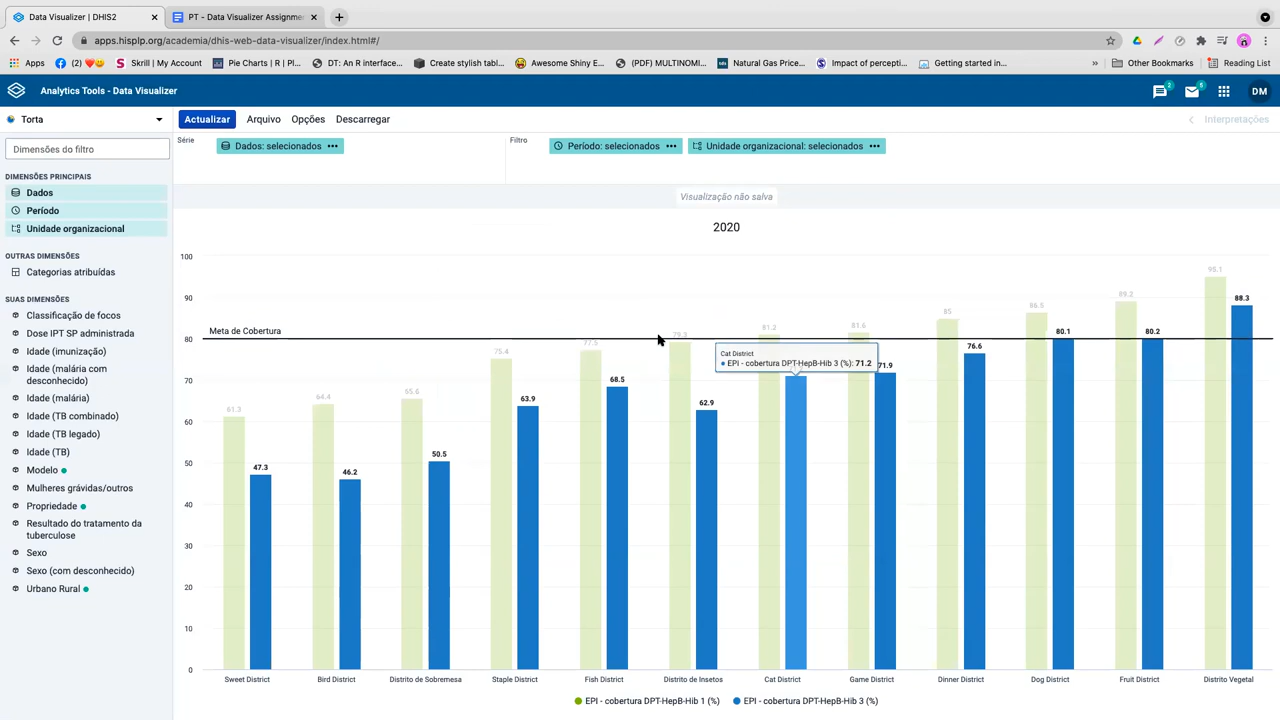 Data Visualizer | DHIS2
PT - Data Visualizer Assignme
apps.hisplp.org/academia/dhis-web-data-visualizer/index.html#/
Apps
(2)
Skrill | My Account
Pie Charts | R | Pl...
DT: An R interface...
Create stylish tabl...
Awesome Shiny E...
(PDF) MULTINOMI...
Natural Gas Price...
Impact of percepti...
Getting started in...
»
Other Bookmarks
Reading List
Analytics Tools - Data Visualizer
2
DM
Torta
Actualizar
Arquivo
Opções
Descarregar
Interpretações
Dimensões do filtro
Série
Dados: selecionados •••
Filtro
Período: selecionados •••
Unidade organizacional: selecionados •••
DIMENSÕES PRINCIPAIS
Dados
Período
Unidade organizacional
OUTRAS DIMENSÕES
Categorias atribuídas
SUAS DIMENSÕES
Classificação de focos
Dose IPT SP administrada
Idade (imunização)
Idade (malária com
desconhecido)
Idade (malária)
Idade (TB combinado)
Idade (TB legado)
Idade (TB)
Modelo
Mulheres grávidas/outros
Propriedade
Resultado do tratamento da
tuberculose
Sexo
Sexo (com desconhecido)
Urbano Rural
Visualização não salva
2020
100
90
80
70
60
50
40
30
20
10
0
Meta de Cobertura
61.3
47.3
64.4
46.2
65.6
50.5
75.4
63.9
77.5
68.5
79.3
62.9
81.2
81.6
71.9
85
76.6
86.5
80.1
89.2
80.2
95.1
88.3
Cat District
EPI - cobertura DPT-HepB-Hib 3 (%): 71.2
Sweet District
Bird District
Distrito de Sobremesa
Staple District
Fish District
Distrito de Insetos
Cat District
Game District
Dinner District
Dog District
Fruit District
Distrito Vegetal
EPI - cobertura DPT-HepB-Hib 1 (%)
EPI - cobertura DPT-HepB-Hib 3 (%)